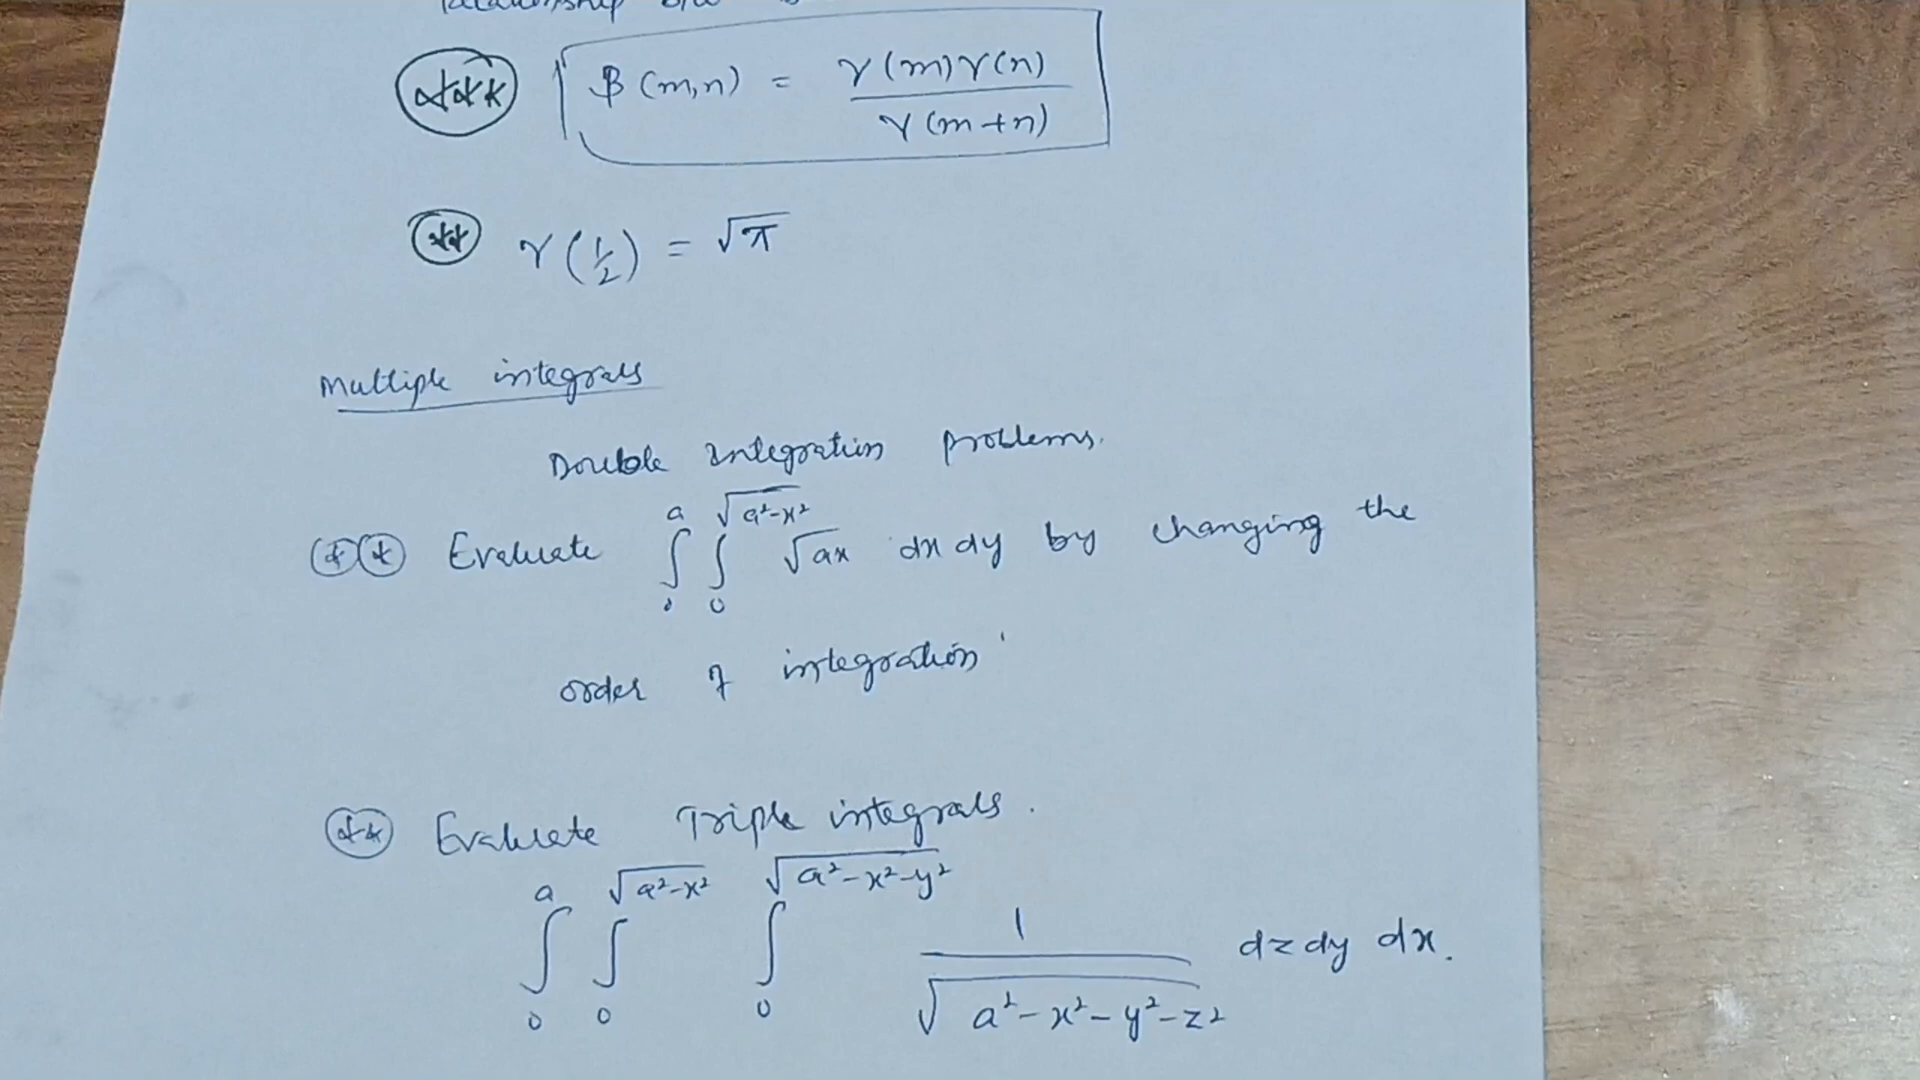 β (m,n) = γ(m)γ(n) / γ(m+n)
γ(1/2) = √π
Multiple integrals
Double integration problems.
Evaluate ∫₀^a ∫₀^√(a²-x²) √ax dx dy by changing the
order of integration
Evaluate Triple integrals.
∫₀^a ∫₀^√(a²-x²) ∫₀^√(a²-x²-y²) 1/√(a²-x²-y²-z²) dz dy dx.